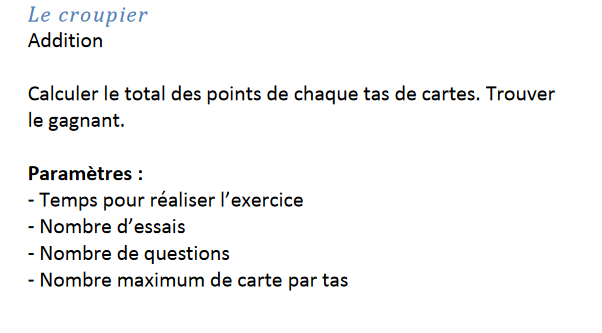 Le croupier
Addition
Calculer le total des points de chaque tas de cartes. Trouver
le gagnant.
Paramètres :
- Temps pour réaliser l’exercice
- Nombre d’essais
- Nombre de questions
- Nombre maximum de carte par tas